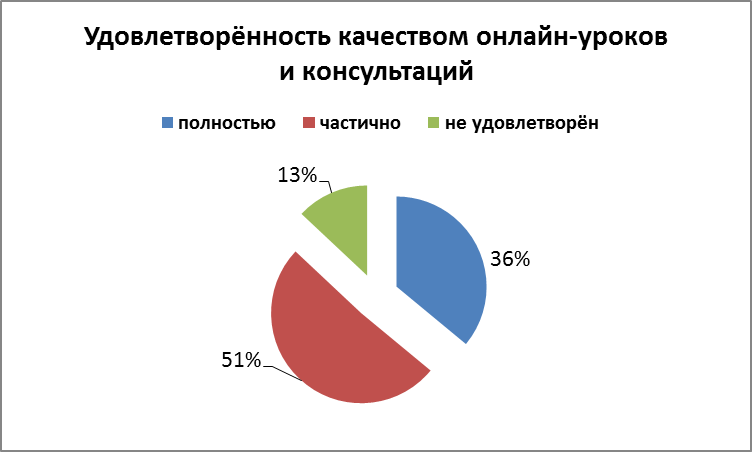 Удовлетворённость качеством онлайн-уроков
и консультаций
полностью частично не удовлетворён
13%
36%
51%